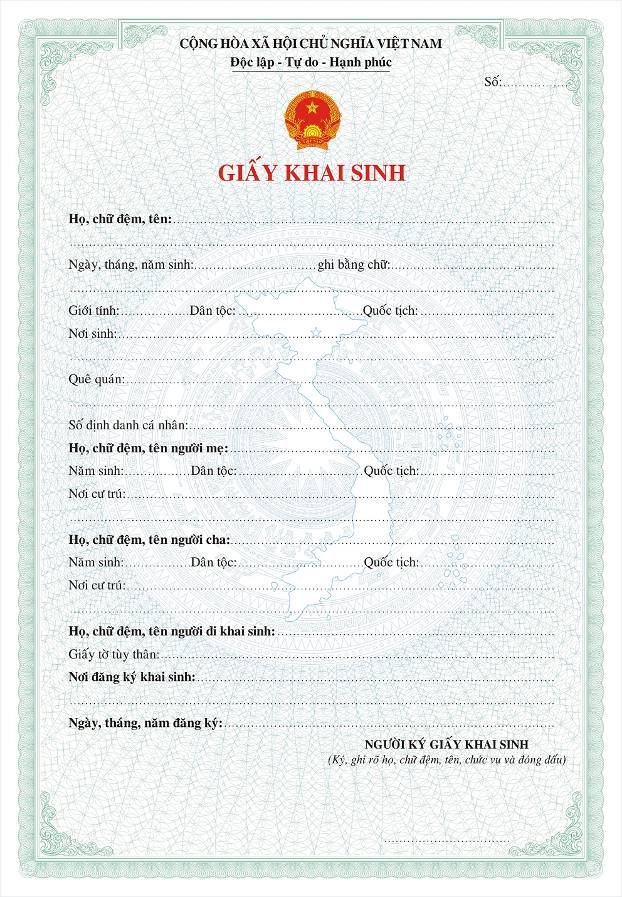 CỘNG HÒA XÃ HỘI CHỦ NGHĨA VIỆT NAM
Độc lập - Tự do - Hạnh phúc
Số:.................
GIẤY KHAI SINH
Họ, chữ đệm, tên:
Ngày, tháng, năm sinh:.............................ghi bằng chữ:
Giới tính:.................Dân tộc:...............................Quốc tịch:
Nơi sinh:
Quê quán:
Số định danh cá nhân:
Họ, chữ đệm, tên người mẹ:
Năm sinh:................Dân tộc:...............................Quốc tịch:
Nơi cư trú:
Họ, chữ đệm, tên người cha:
Năm sinh:................Dân tộc:...............................Quốc tịch:
Nơi cư trú:
Họ, chữ đệm, tên người đi khai sinh:
Giấy tờ tùy thân:
Nơi đăng ký khai sinh:
Ngày, tháng, năm đăng ký:
NGƯỜI KÝ GIẤY KHAI SINH
(Ký, ghi rõ họ, chữ đệm, tên, chức vụ và đóng dấu)